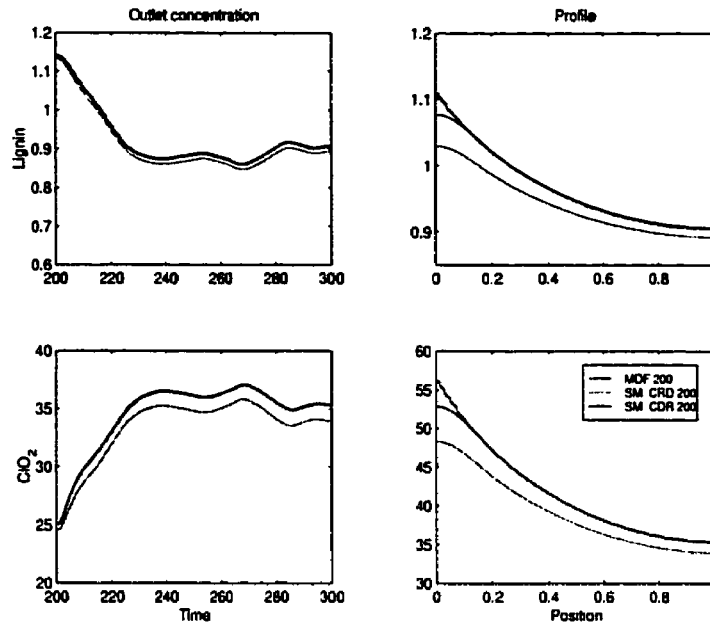 Outlet concentration
Profile
1.2
1.1
1
0.9
0.8
0.7
0.6
Lignin
200 220 240 260 280 300
1.2
1.1
1
0.9
0 0.2 0.4 0.6 0.8
40
35
30
25
20
ClO2
200 220 240 260 280 300
Time
60
55
50
45
40
35
30
MDF 200
SM CRD 200
SM CDR 200
0 0.2 0.4 0.6 0.8
Position